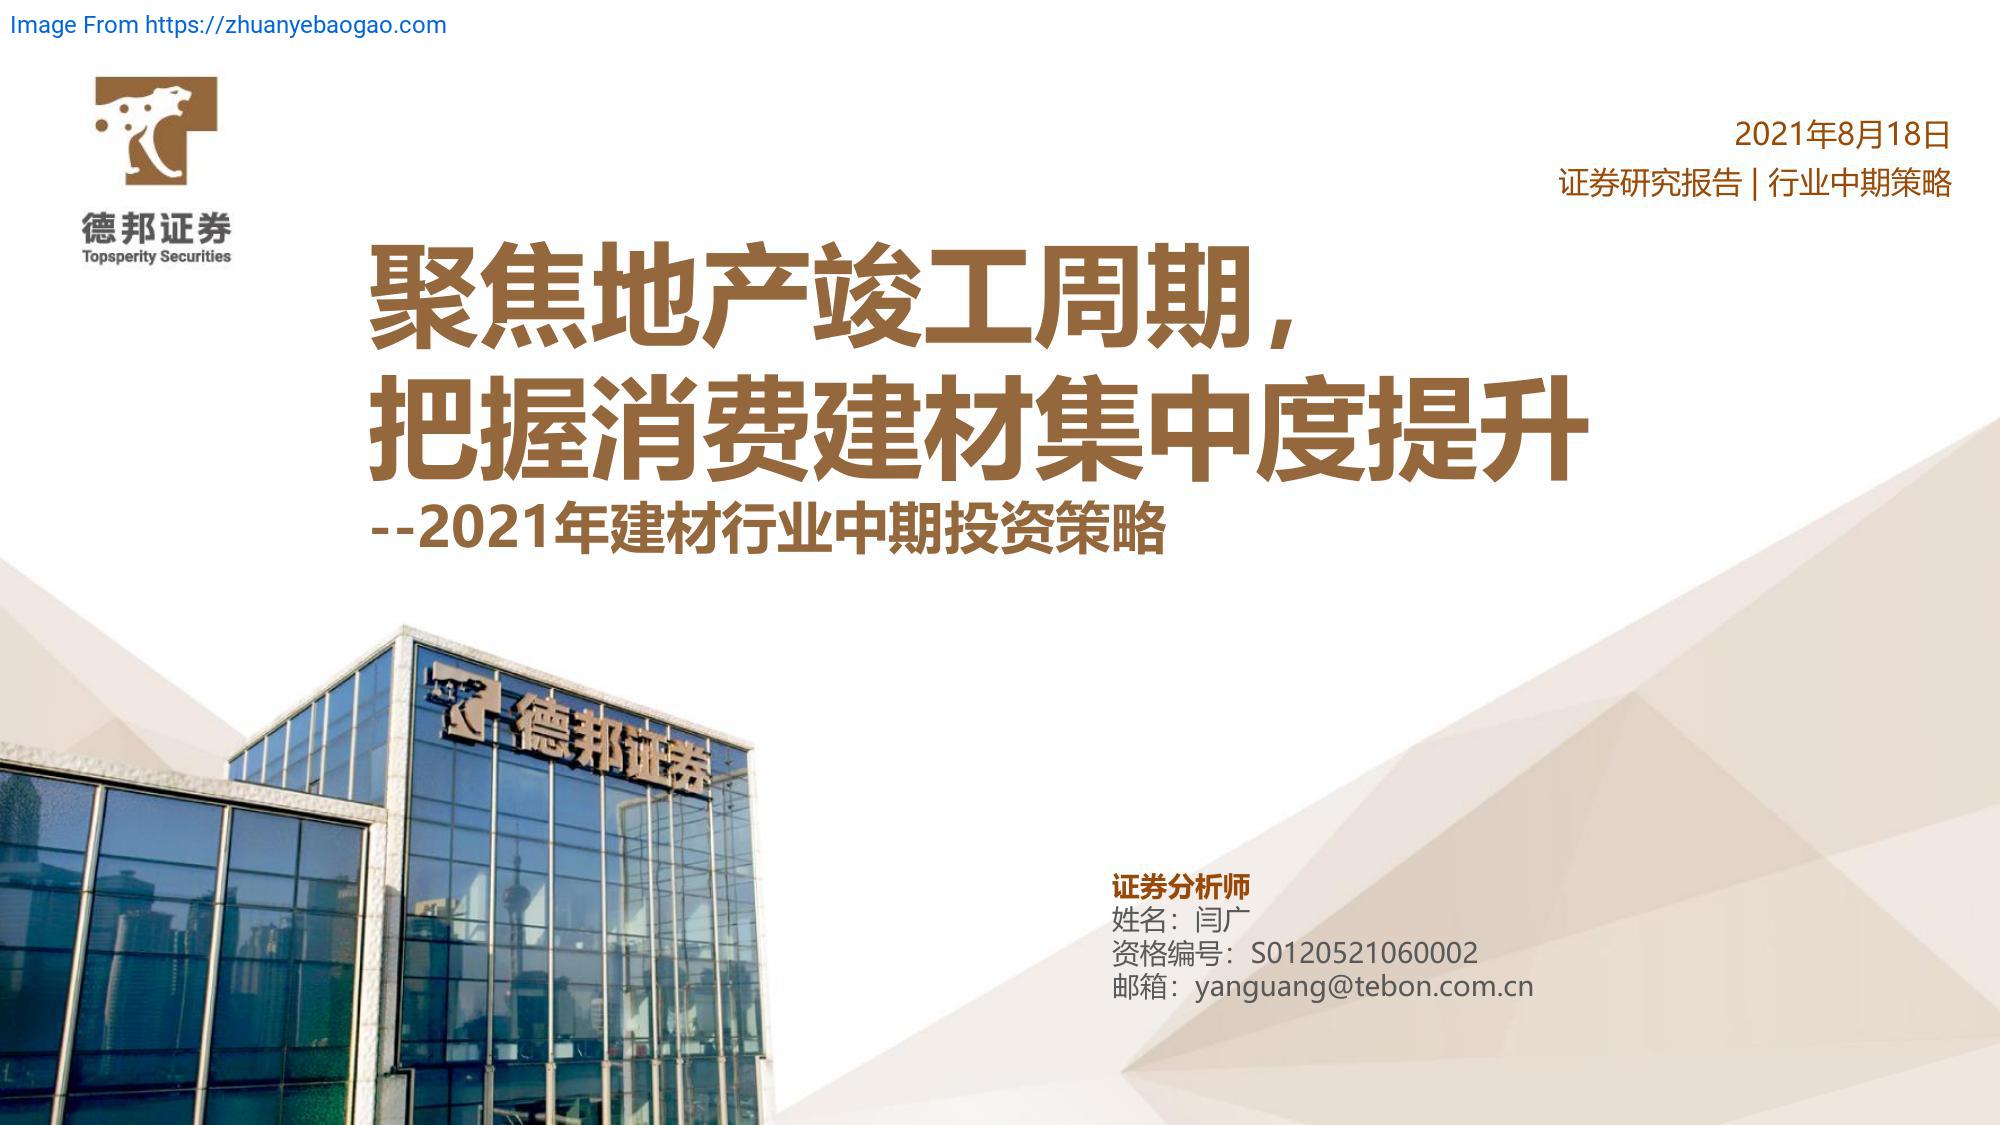 Image From https://zhuanyebaogao.com
德邦证券
Topsperity Securities
2021年8月18日
证券研究报告 | 行业中期策略
聚焦地产竣工周期，
把握消费建材集中度提升
--2021年建材行业中期投资策略
德邦证券
证券分析师
姓名：闫广
资格编号：S0120521060002
邮箱：yanguang@tebon.com.cn